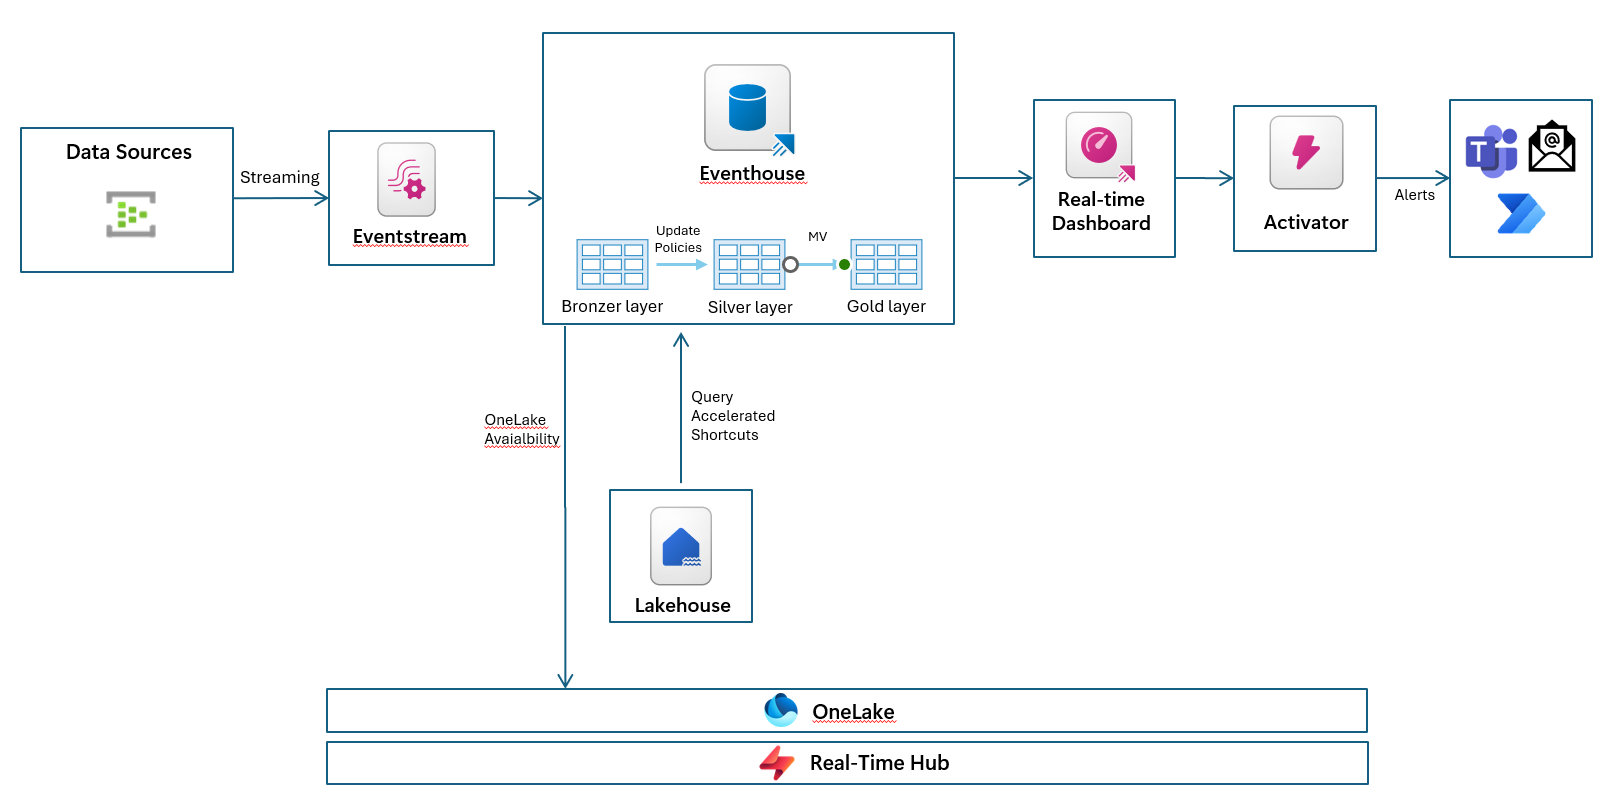 Data Sources
Streaming
Eventstream
Eventhouse
Update
Policies
MV
Bronzer layer
Silver layer
Gold layer
Real-time
Dashboard
Activator
Alerts
T
@
OneLake
Avaialbility
Query
Accelerated
Shortcuts
Lakehouse
OneLake
Real-Time Hub